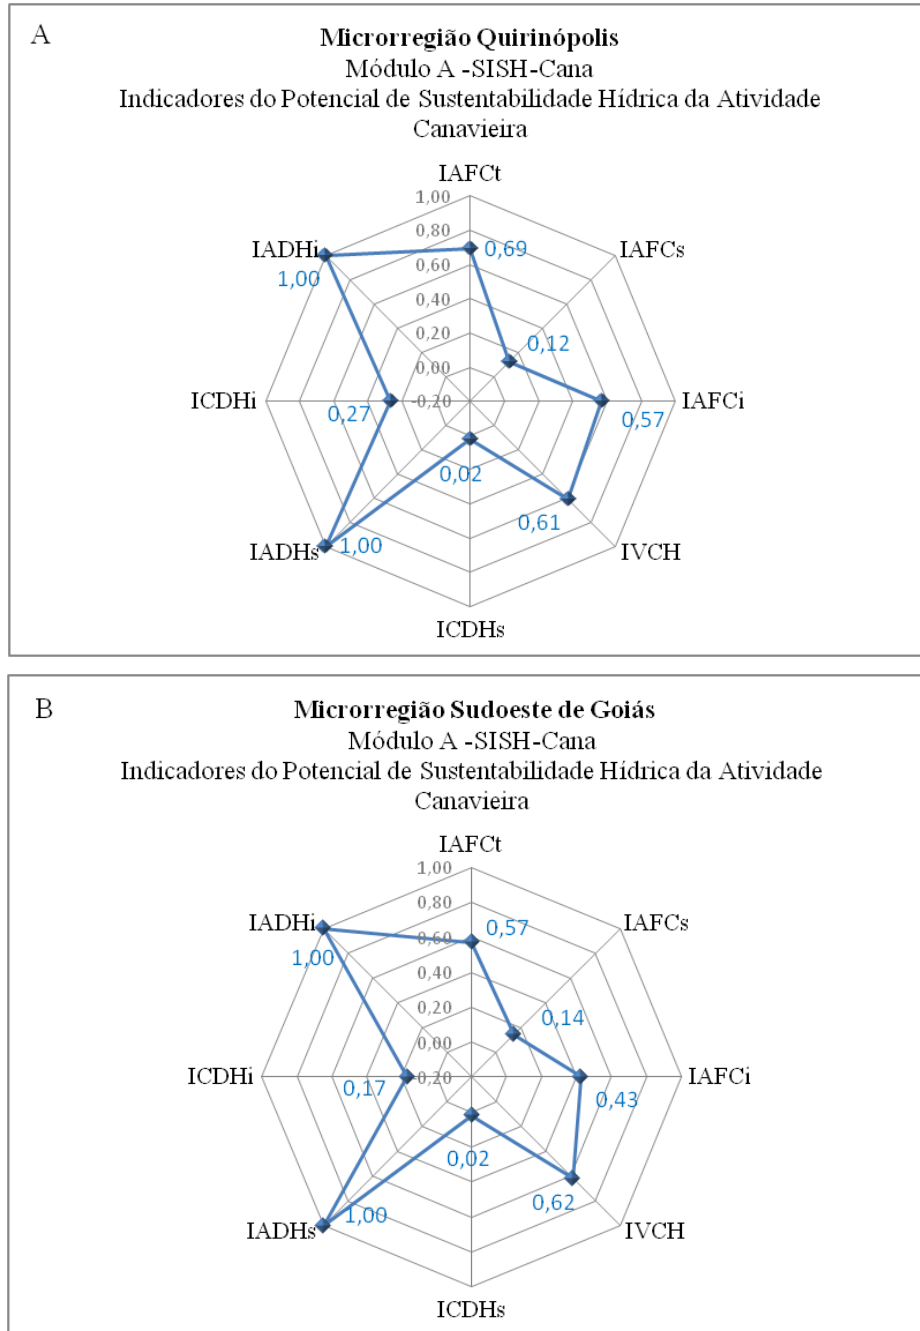 A
Microrregião Quirinópolis
Módulo A -SISH-Cana
Indicadores do Potencial de Sustentabilidade Hídrica da Atividade
Canavieira
IAFCt
1,00
IADHi
IAFCs
0,80
0,69
1,00
0,60
0,40
0,12
0,20
0,00
ICDHi
0,27
-0,20
0,57
IAFCi
0,02
0,61
IADHs
1,00
IVCH
ICDHs
B
Microrregião Sudoeste de Goiás
Módulo A -SISH-Cana
Indicadores do Potencial de Sustentabilidade Hídrica da Atividade
Canavieira
IAFCt
1,00
IADHi
IAFCs
0,80
0,57
1,00
0,60
0,40
0,14
0,20
0,00
ICDHi
0,17
-0,20
0,43
IAFCi
0,02
0,62
IADHs
1,00
IVCH
ICDHs